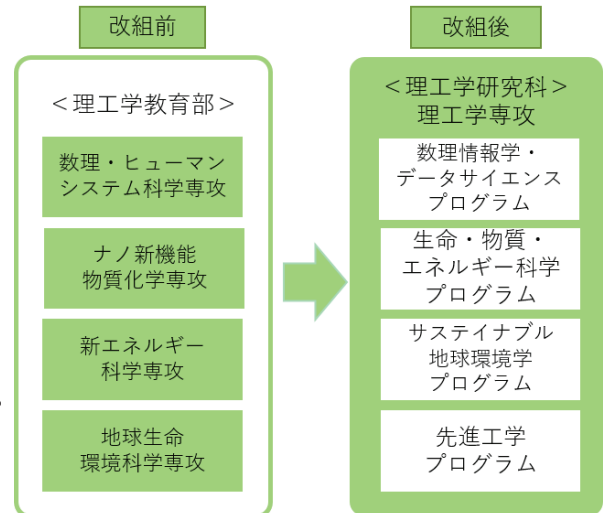 改組前
＜理工学教育部＞
数理・ヒューマン
システム科学専攻
ナノ新機能
物質化学専攻
新エネルギー
科学専攻
地球生命
環境科学専攻
改組後
＜理工学研究科＞
理工学専攻
数理情報学・
データサイエンス
プログラム
生命・物質・
エネルギー科学
プログラム
サステイナブル
地球環境学
プログラム
先進工学
プログラム